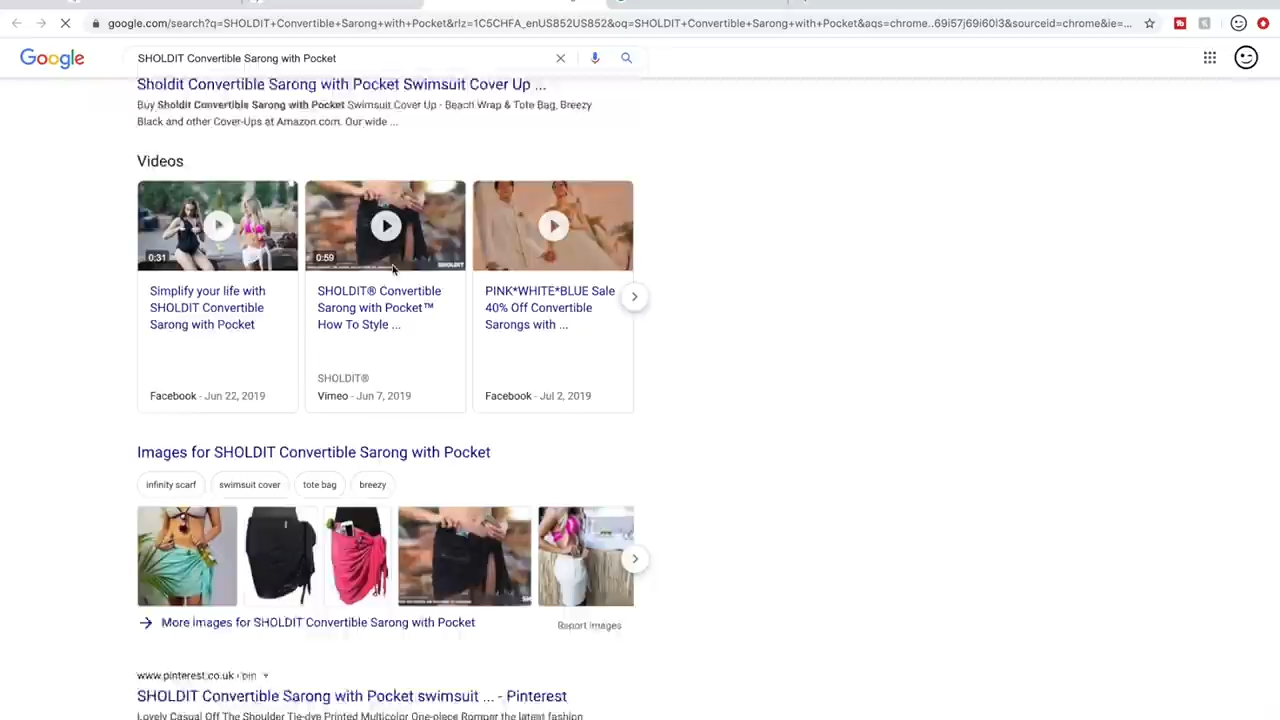 google.com/search?q=SHOLDIT+Convertible+Sarong+with+Pocket&rlz=1C5CHFA_enUS852US852&oq=SHOLDIT+Convertible+Sarong+with+Pocket&aqs=chrome..69i57j69i60l3&sourceid=chrome&ie=...
Google
SHOLDIT Convertible Sarong with Pocket
Sholdit Convertible Sarong with Pocket Swimsuit Cover Up ...
Buy Sholdit Convertible Sarong with Pocket Swimsuit Cover Up - Beach Wrap & Tote Bag, Breezy
Black and other Cover-Ups at Amazon.com. Our wide ...
Videos
0:31
0:59
SHOLDIT
Simplify your life with
SHOLDIT Convertible
Sarong with Pocket
Facebook - Jun 22, 2019
SHOLDIT® Convertible
Sarong with Pocket™
How To Style ...
SHOLDIT®
Vimeo - Jun 7, 2019
PINK*WHITE*BLUE Sale
40% Off Convertible
Sarongs with ...
Facebook - Jul 2, 2019
Images for SHOLDIT Convertible Sarong with Pocket
infinity scarf
swimsuit cover
tote bag
breezy
More images for SHOLDIT Convertible Sarong with Pocket
Report images
www.pinterest.co.uk › pin
SHOLDIT Convertible Sarong with Pocket swimsuit ... - Pinterest
Lovely Casual Off The Shoulder Tie-dye Printed Multicolor One-piece Romper the latest fashion